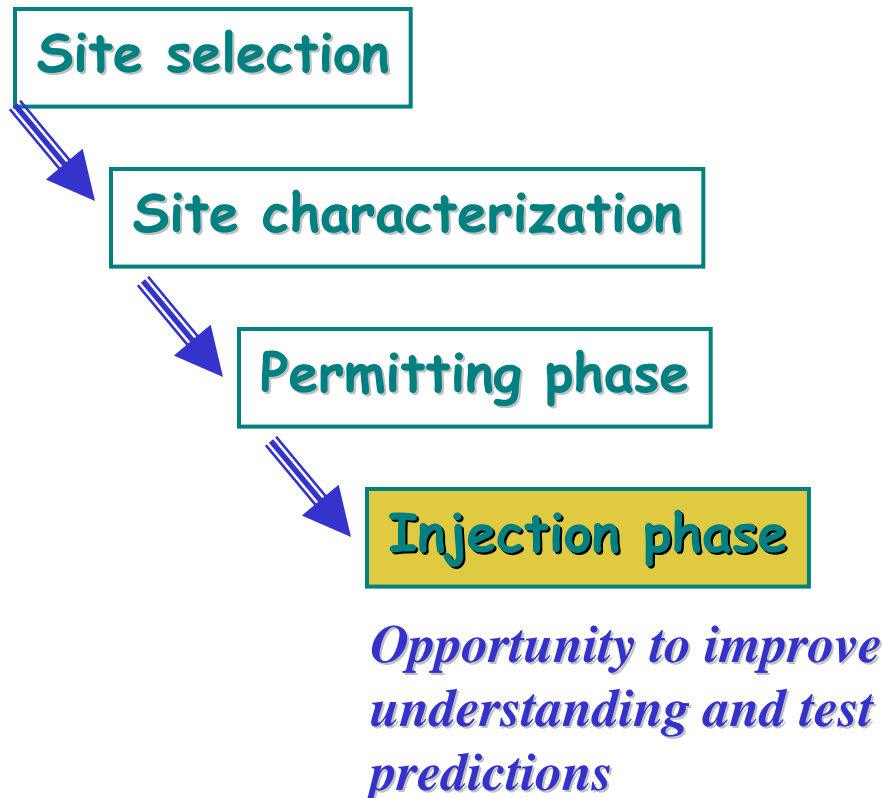 Site selection
Site characterization
Permitting phase
Injection phase
Opportunity to improve
understanding and test
predictions